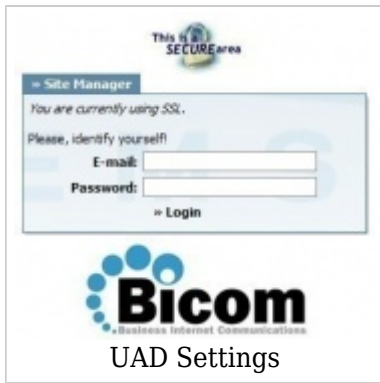 This is a
SECURE area
» Site Manager
You are currently using SSL.
Please, identify yourself!
E-mail:
Password:
» Login
Bicom
Business Internet Communications
UAD Settings